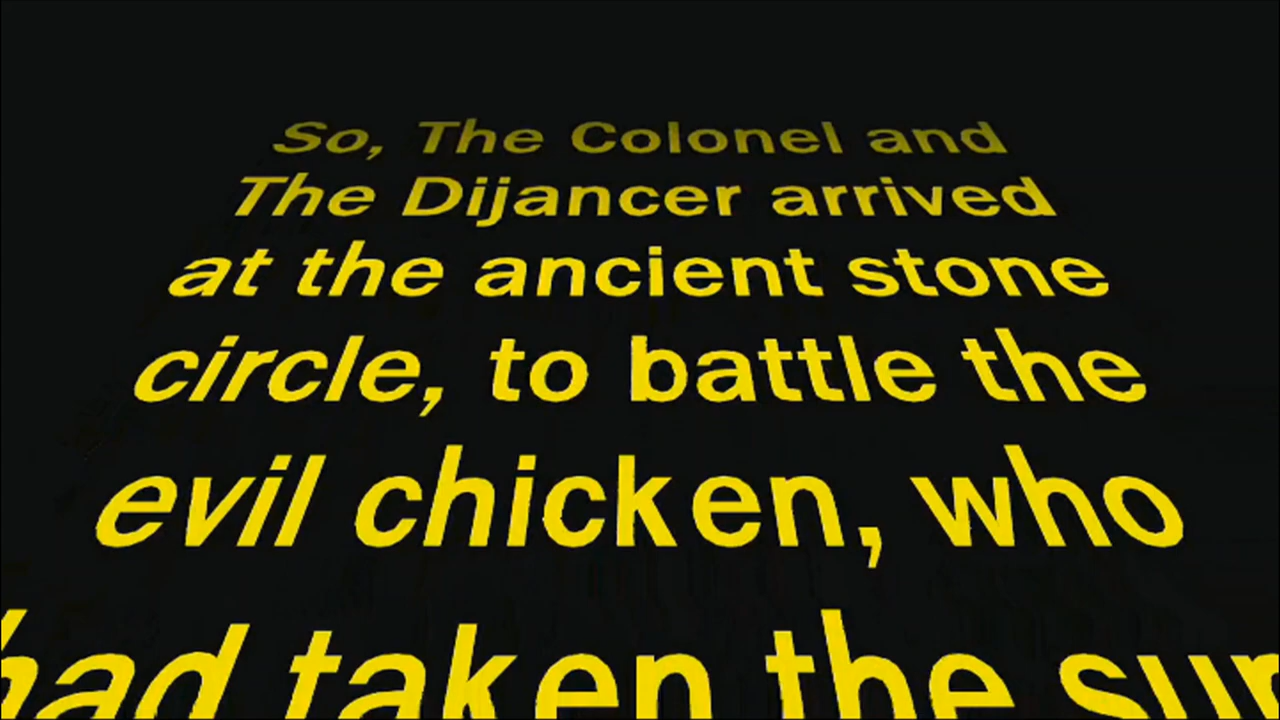 So, The Colonel and
The Dijancer arrived
at the ancient stone
circle, to battle the
evil chicken, who
had taken the